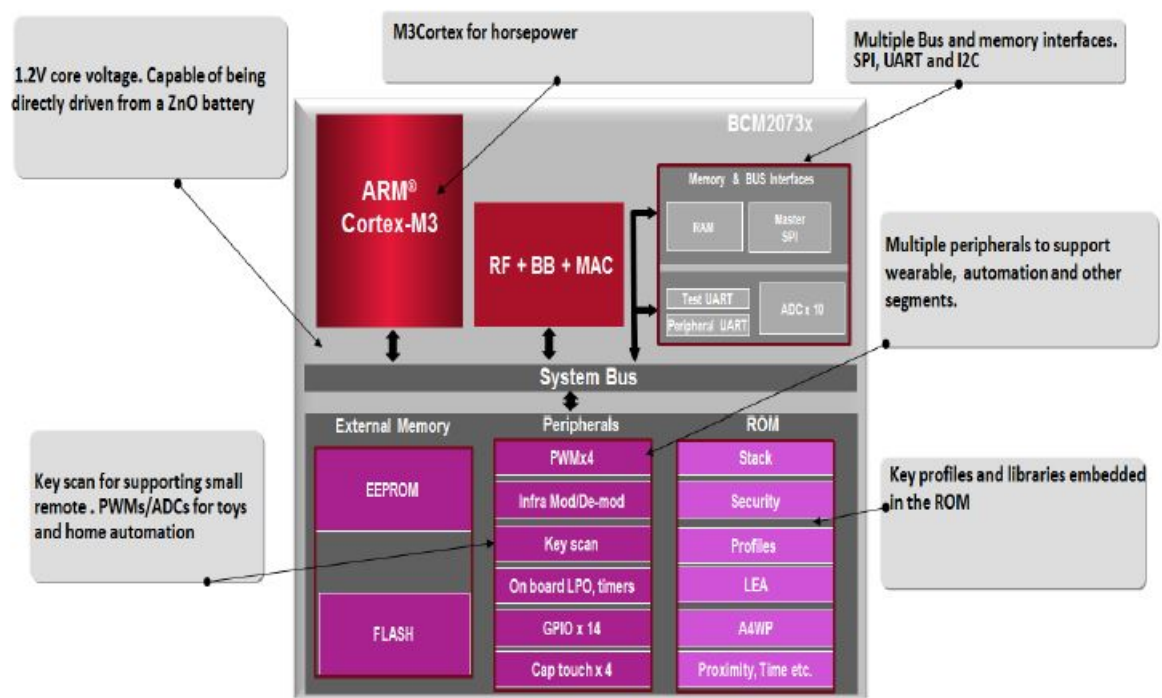 M3Cortex for horsepower
1.2V core voltage. Capable of being
directly driven from a ZnO battery
Multiple Bus and memory interfaces.
SPI, UART and I2C
BCM2073x
ARM®
Cortex-M3
RF + BB + MAC
Memory & BUS Interfaces
RAM
Master
SPI
Test UART
Peripheral UART
ADC x 10
Multiple peripherals to support
wearable, automation and other
segments.
System Bus
External Memory
EEPROM
FLASH
Peripherals
PWMx4
Infra Mod/De-mod
Key scan
On board LPO, timers
GPIO x 14
Cap touch x 4
ROM
Stack
Security
Profiles
LEA
A4WP
Proximity, Time etc.
Key scan for supporting small
remote . PWMs/ADCs for toys
and home automation
Key profiles and libraries embedded
in the ROM